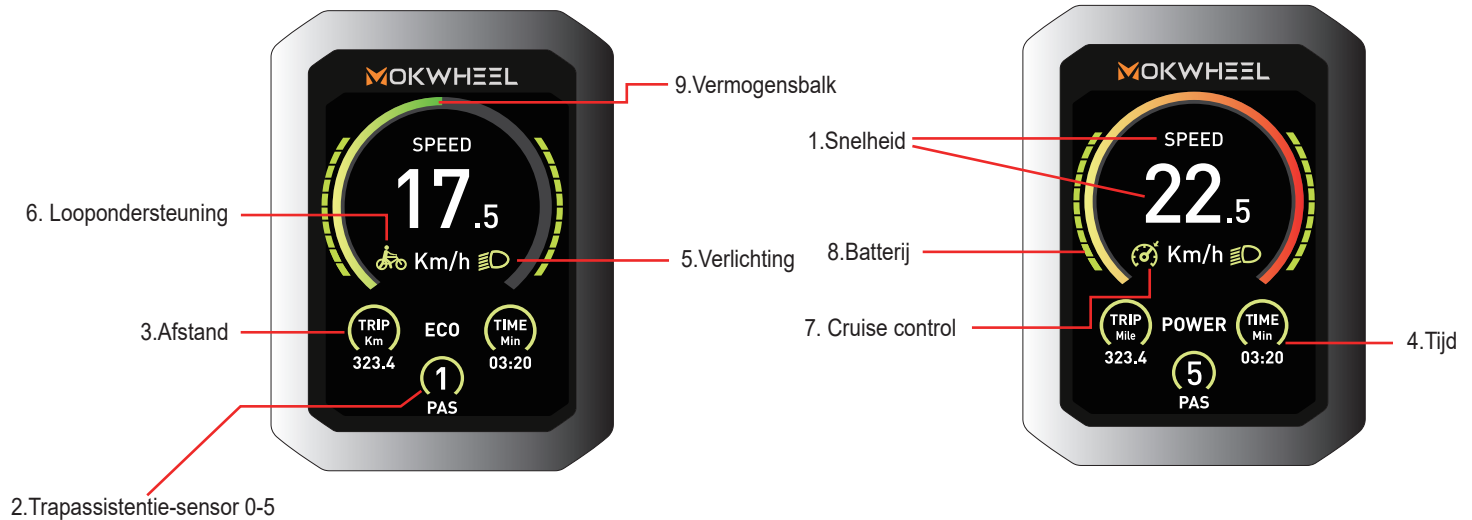 MOKWHEEL
9.Vermogensbalk
SPEED
17.5
6. Loopondersteuning
Km/h
5.Verlichting
3.Afstand
TRIP
Km
323.4
ECO
TIME
Min
03:20
1
PAS
2.Trapassistentie-sensor 0-5
MOKWHEEL
1.Snelheid
SPEED
22.5
8.Batterij
Km/h
7. Cruise control
TRIP
Mile
323.4
POWER
TIME
Min
03:20
4.Tijd
5
PAS